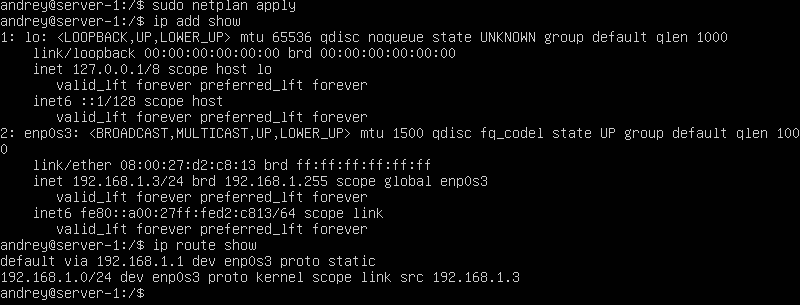 andrey@server-1:/$ sudo netplan apply
andrey@server-1:/$ ip add show
1: lo: <LOOPBACK,UP,LOWER_UP> mtu 65536 qdisc noqueue state UNKNOWN group default qlen 1000
    link/loopback 00:00:00:00:00:00 brd 00:00:00:00:00:00
    inet 127.0.0.1/8 scope host lo
       valid_lft forever preferred_lft forever
    inet6 ::1/128 scope host
       valid_lft forever preferred_lft forever
2: enp0s3: <BROADCAST,MULTICAST,UP,LOWER_UP> mtu 1500 qdisc fq_codel state UP group default qlen 100
0
    link/ether 08:00:27:d2:c8:13 brd ff:ff:ff:ff:ff:ff
    inet 192.168.1.3/24 brd 192.168.1.255 scope global enp0s3
       valid_lft forever preferred_lft forever
    inet6 fe80::a00:27ff:fed2:c813/64 scope link
       valid_lft forever preferred_lft forever
andrey@server-1:/$ ip route show
default via 192.168.1.1 dev enp0s3 proto static
192.168.1.0/24 dev enp0s3 proto kernel scope link src 192.168.1.3
andrey@server-1:/$